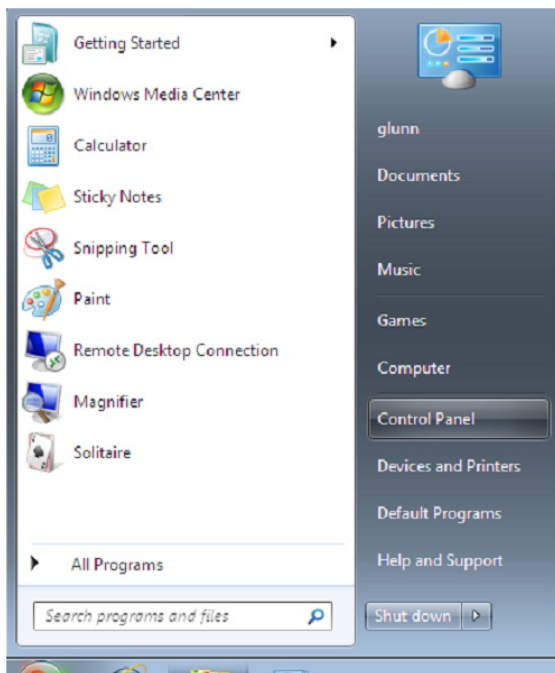 Getting Started
Windows Media Center
Calculator
Sticky Notes
Snipping Tool
Paint
Remote Desktop Connection
Magnifier
Solitaire
All Programs
Search programs and files
glunn
Documents
Pictures
Music
Games
Computer
Control Panel
Devices and Printers
Default Programs
Help and Support
Shut down